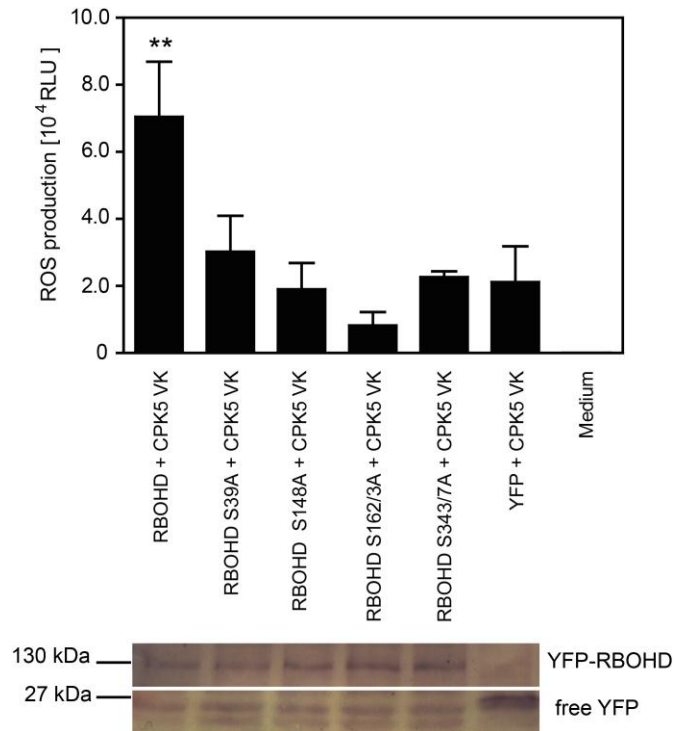 10.0
8.0
6.0
4.0
2.0
0
ROS production [10 4 RLU ]
**
RBOHD + CPK5 VK
RBOHD S39A + CPK5 VK
RBOHD S148A + CPK5 VK
RBOHD S162/3A + CPK5 VK
RBOHD S343/7A + CPK5 VK
YFP + CPK5 VK
Medium
130 kDa
YFP-RBOHD
27 kDa
free YFP